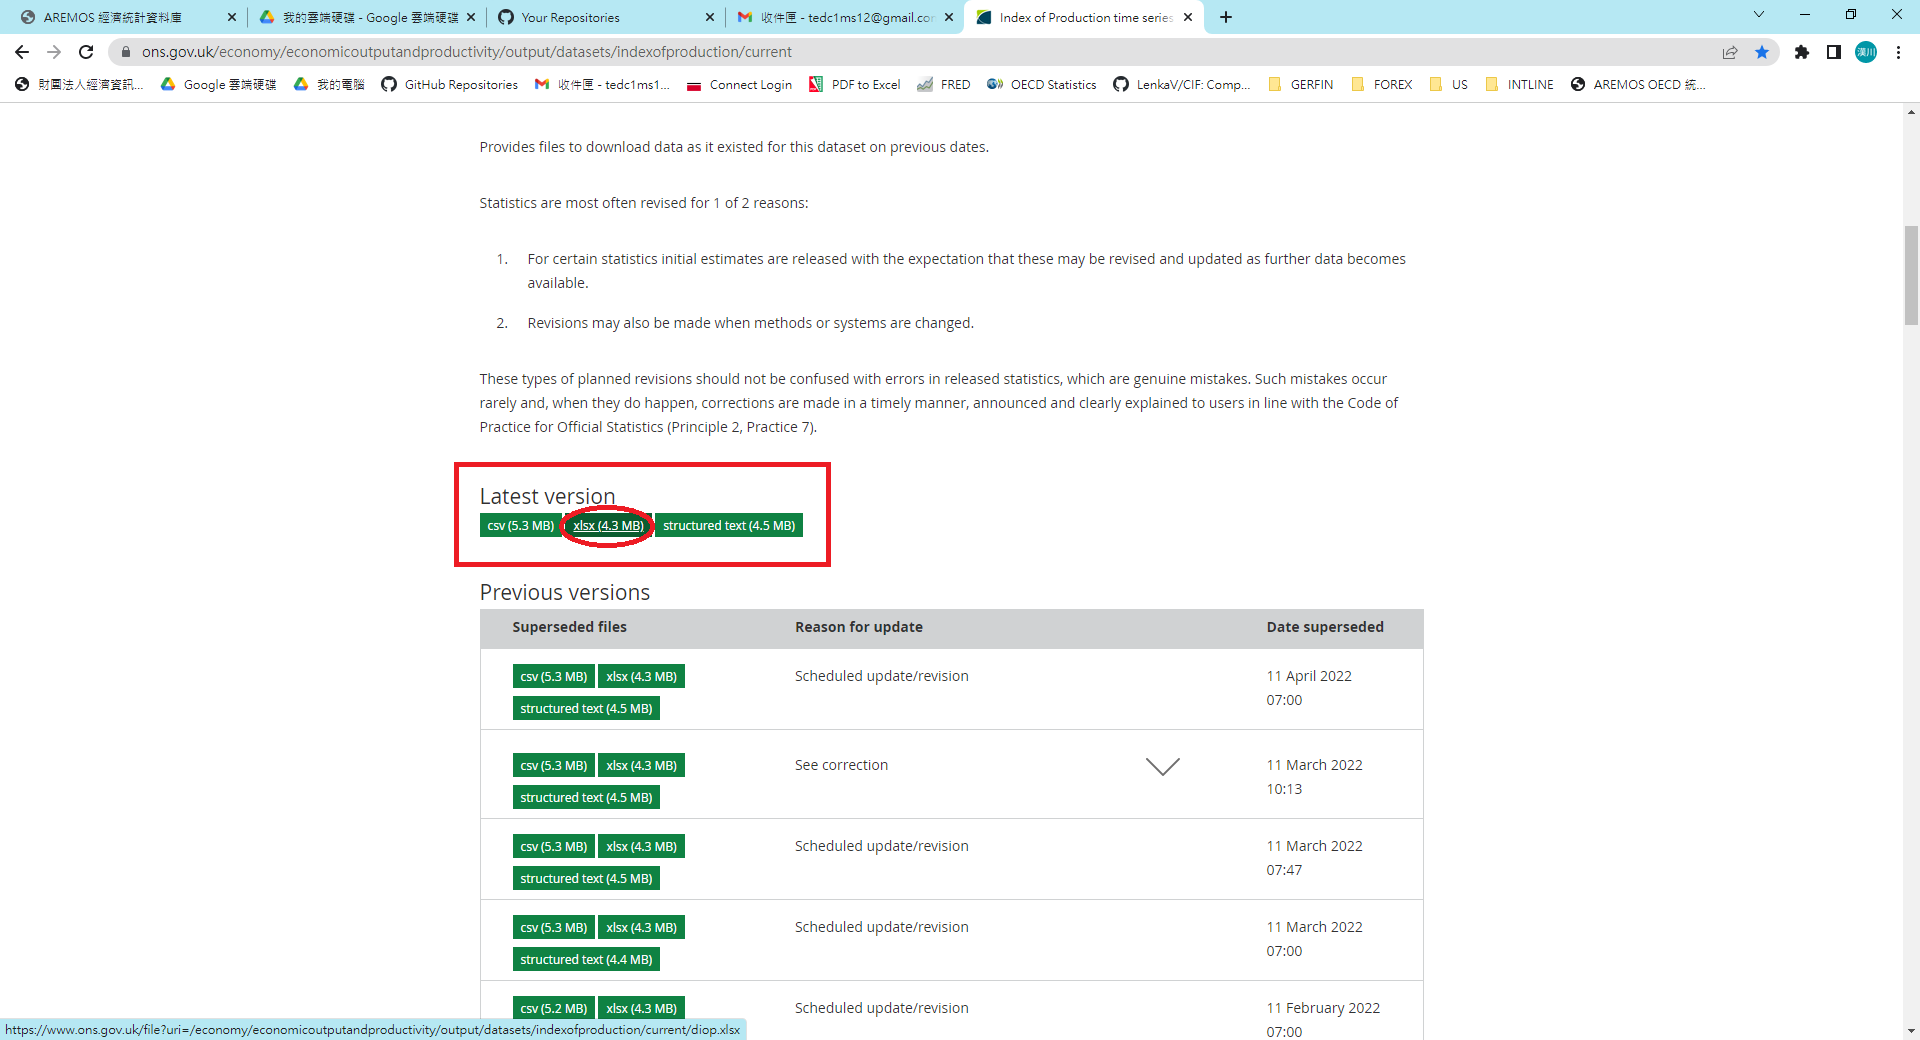 AREMOS 經濟統計資料庫
我的雲端硬碟 - Google 雲端硬碟
Your Repositories
收件匣 - tedc1ms12@gmail.com
Index of Production time series
ons.gov.uk/economy/economicoutputandproductivity/output/datasets/indexofproduction/current
漢川
財團法人經濟資訊...
Google 雲端硬碟
我的電腦
GitHub Repositories
收件匣 - tedc1ms1...
Connect Login
PDF to Excel
FRED
OECD Statistics
LenkaV/CIF: Comp...
GERFIN
FOREX
US
INTLINE
AREMOS OECD 統...
Provides files to download data as it existed for this dataset on previous dates.
Statistics are most often revised for 1 of 2 reasons:
1. For certain statistics initial estimates are released with the expectation that these may be revised and updated as further data becomes
available.
2. Revisions may also be made when methods or systems are changed.
These types of planned revisions should not be confused with errors in released statistics, which are genuine mistakes. Such mistakes occur
rarely and, when they do happen, corrections are made in a timely manner, announced and clearly explained to users in line with the Code of
Practice for Official Statistics (Principle 2, Practice 7).
Latest version
csv (5.3 MB) xlsx (4.3 MB) structured text (4.5 MB)
Previous versions
Superseded files Reason for update Date superseded
csv (5.3 MB) xlsx (4.3 MB) Scheduled update/revision 11 April 2022
structured text (4.5 MB) 07:00
csv (5.3 MB) xlsx (4.3 MB) See correction 11 March 2022
structured text (4.5 MB) 10:13
csv (5.3 MB) xlsx (4.3 MB) Scheduled update/revision 11 March 2022
structured text (4.5 MB) 07:47
csv (5.3 MB) xlsx (4.3 MB) Scheduled update/revision 11 March 2022
structured text (4.4 MB) 07:00
csv (5.2 MB) xlsx (4.3 MB) Scheduled update/revision 11 February 2022
07:00
https://www.ons.gov.uk/file?uri=/economy/economicoutputandproductivity/output/datasets/indexofproduction/current/diop.xlsx